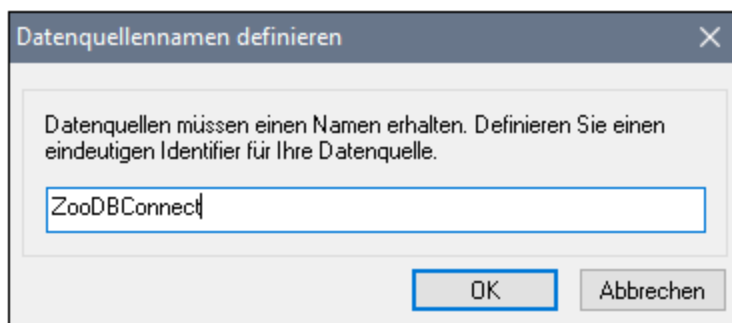 Datenquellennamen definieren
Datenquellen müssen einen Namen erhalten. Definieren Sie einen
eindeutigen Identifier für Ihre Datenquelle.
ZooDBConnect
OK Abbrechen